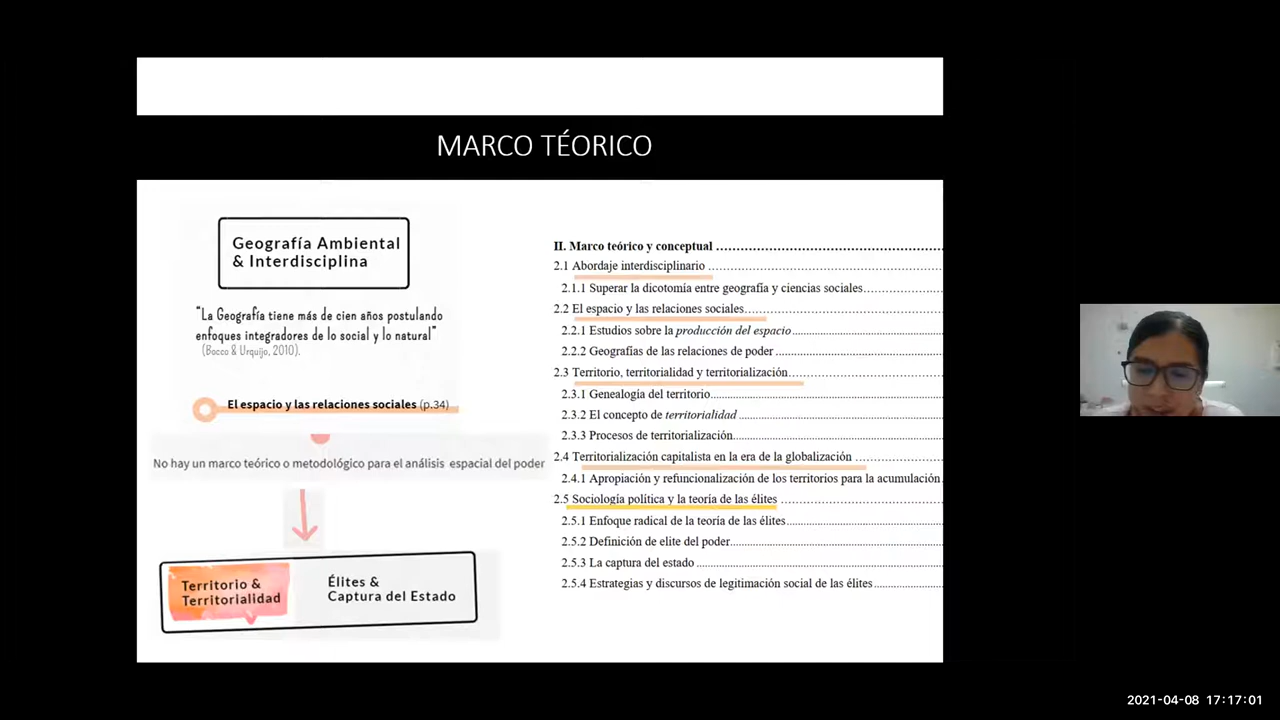 MARCO TÉORICO
Geografía Ambiental
& Interdisciplina
"La Geografía tiene más de cien años postulando
enfoques integradores de lo social y lo natural"
(Bocco & Urquijo, 2010).
El espacio y las relaciones sociales (p.34)
No hay un marco teórico o metodológico para el análisis espacial del poder
Territorio &
Territorialidad
Élites &
Captura del Estado
II. Marco teórico y conceptual
2.1 Abordaje interdisciplinario
2.1.1 Superar la dicotomía entre geografía y ciencias sociales
2.2 El espacio y las relaciones sociales
2.2.1 Estudios sobre la producción del espacio
2.2.2 Geografías de las relaciones de poder
2.3 Territorio, territorialidad y territorialización
2.3.1 Genealogía del territorio
2.3.2 El concepto de territorialidad
2.3.3 Procesos de territorialización
2.4 Territorialización capitalista en la era de la globalización
2.4.1 Apropiación y refuncionalización de los territorios para la acumulación
2.5 Sociología política y la teoría de las élites
2.5.1 Enfoque radical de la teoría de las élites
2.5.2 Definición de elite del poder
2.5.3 La captura del estado
2.5.4 Estrategias y discursos de legitimación social de las élites
2021-04-08 17:17:01